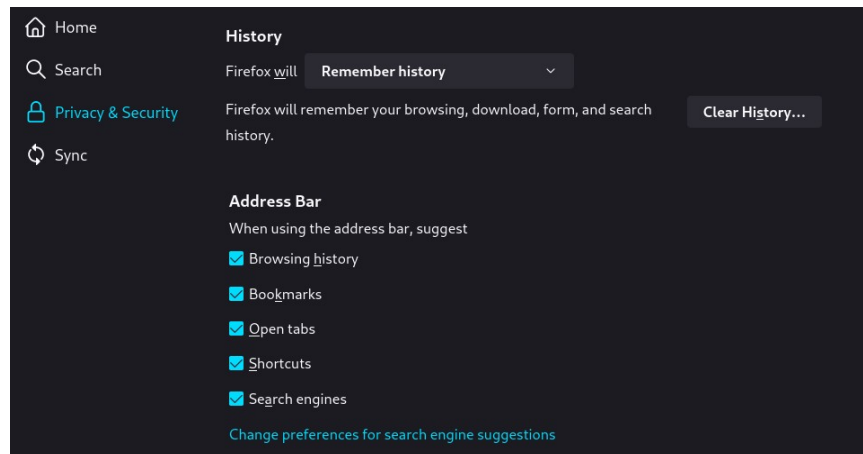 Home
Search
Privacy & Security
Sync
History
Firefox will Remember history
Firefox will remember your browsing, download, form, and search
history.
Clear History...
Address Bar
When using the address bar, suggest
Browsing history
Bookmarks
Open tabs
Shortcuts
Search engines
Change preferences for search engine suggestions